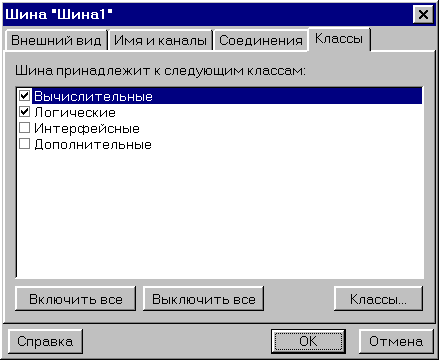 Шина "Шина1"
Внешний вид Имя и каналы Соединения Классы
Шина принадлежит к следующим классам:
Вычислительные
Логические
Интерфейсные
Дополнительные
Включить все Выключить все Классы...
Справка OK Отмена